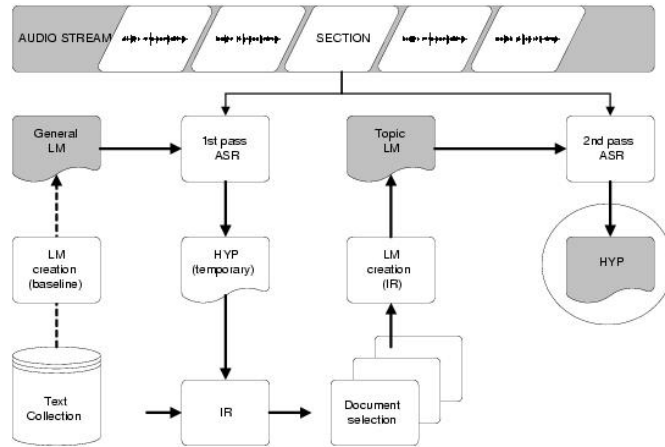 AUDIO STREAM
SECTION
General
LM
1st pass
ASR
Topic
LM
2nd pass
ASR
LM
creation
(baseline)
HYP
(temporary)
LM
creation
(IR)
HYP
Text
Collection
IR
Document
selection